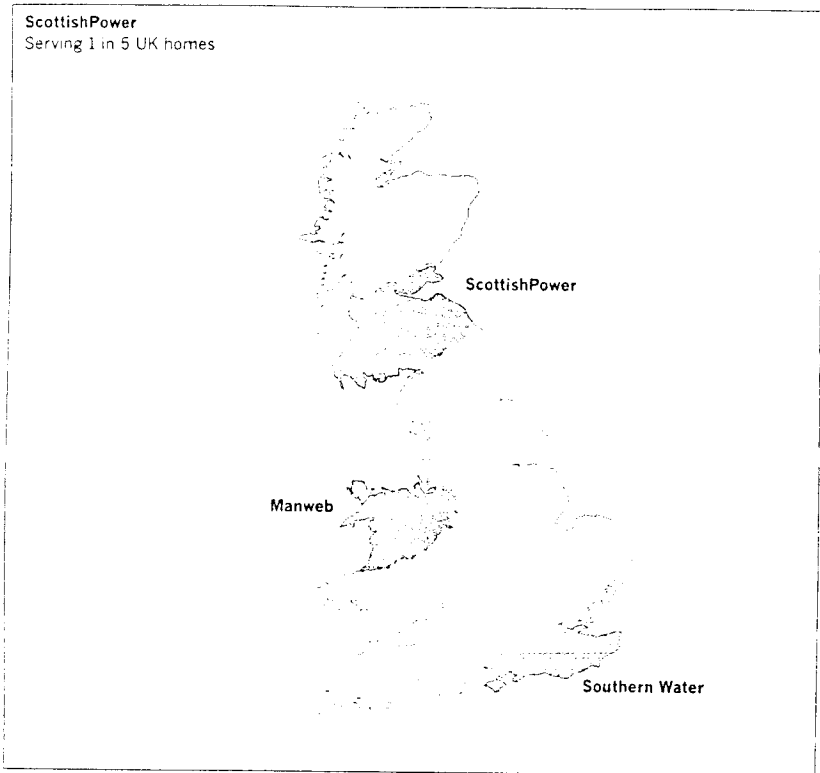 ScottishPower
Serving 1 in 5 UK homes
ScottishPower
Manweb
Southern Water